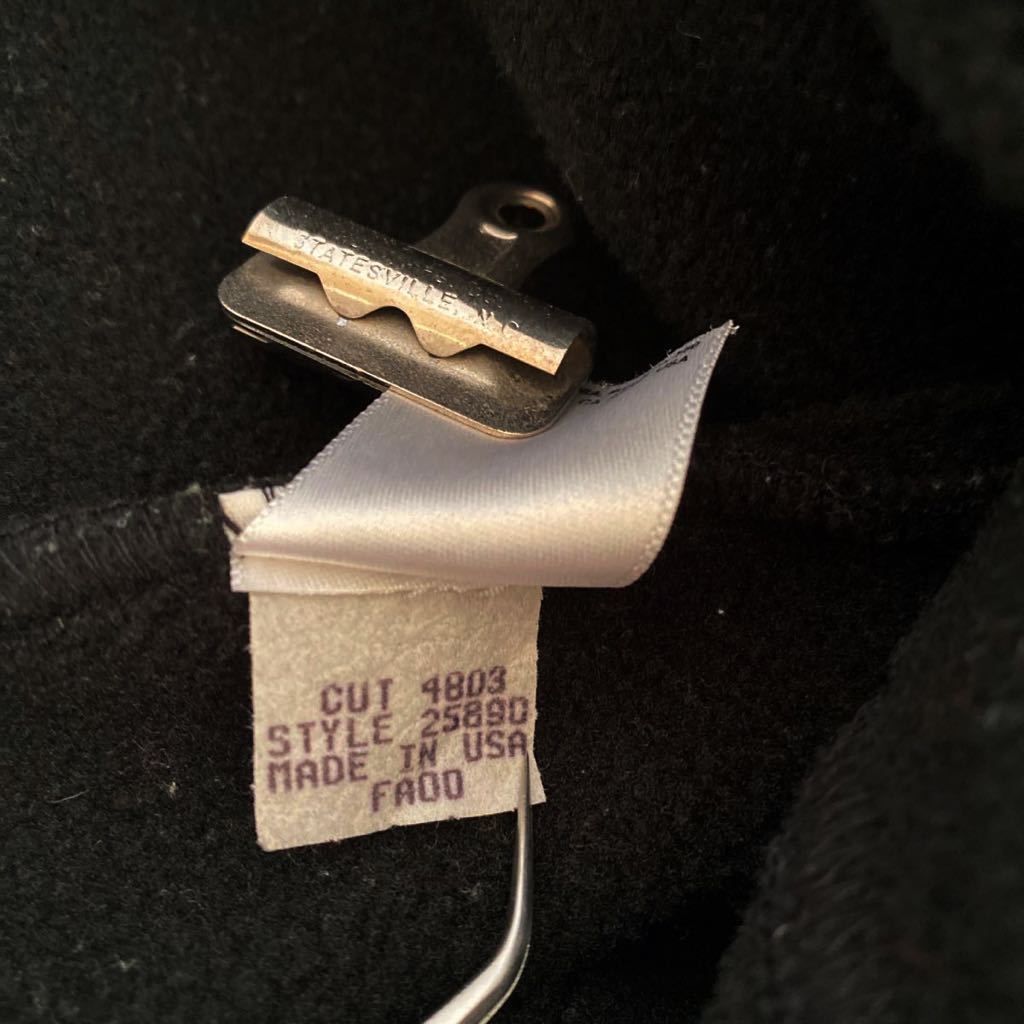 STATESVILLE, N.C.
CUT 4803
STYLE 25890
MADE IN USA
FA00